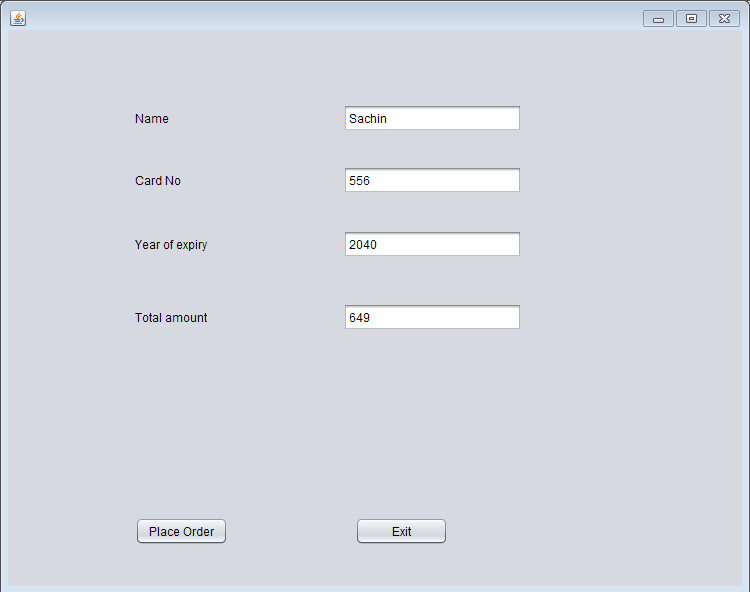 Name Sachin
Card No 556
Year of expiry 2040
Total amount 649
Place Order Exit